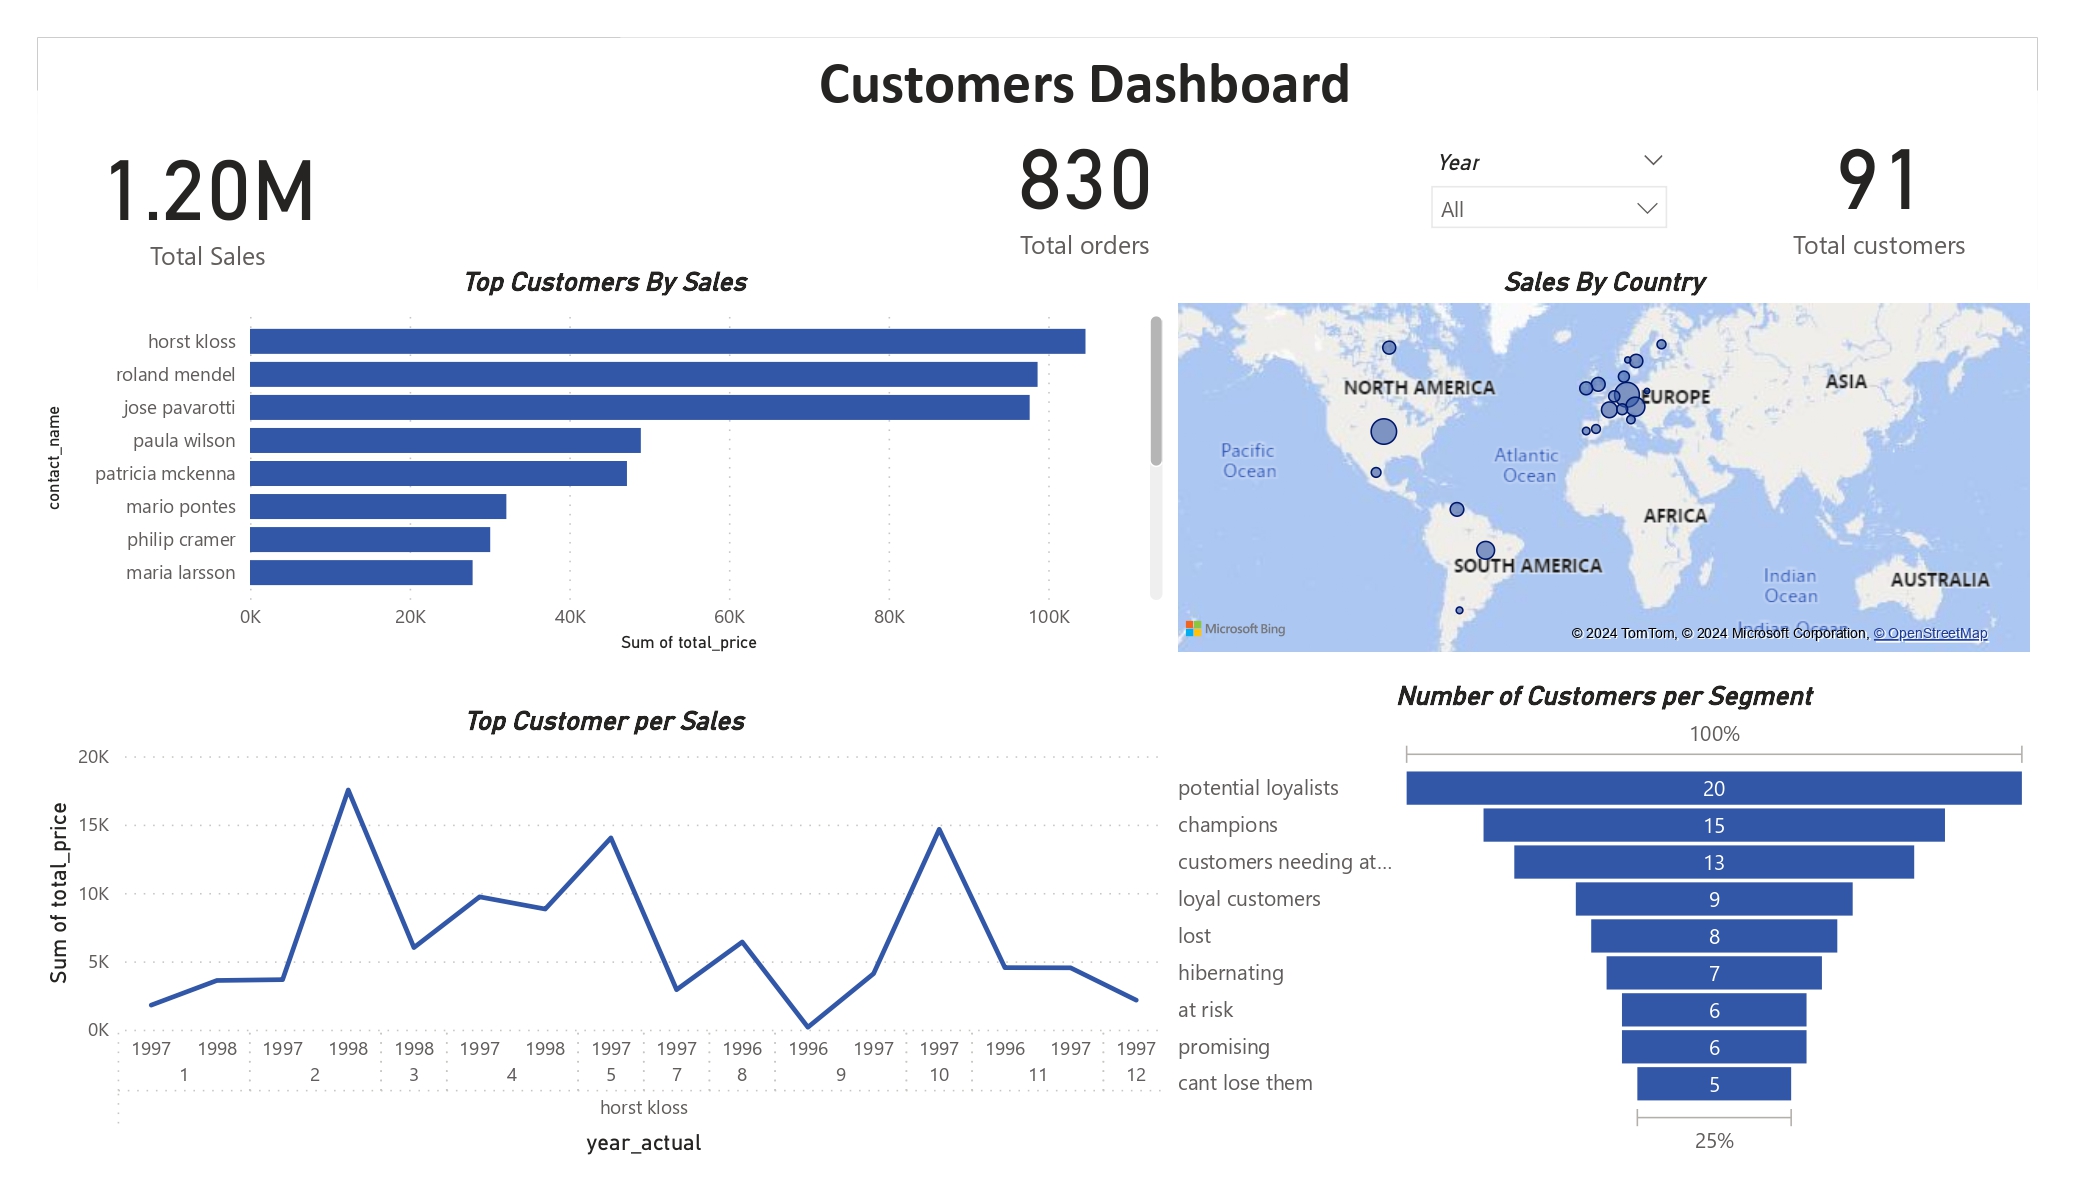 Customers Dashboard
1.20M
Total Sales
830
Total orders
Year
All
91
Total customers
Top Customers By Sales
contact_name
horst kloss
roland mendel
jose pavarotti
paula wilson
patricia mckenna
mario pontes
philip cramer
maria larsson
0K 20K 40K 60K 80K 100K
Sum of total_price
Sales By Country
NORTH AMERICA
EUROPE
ASIA
Pacific
Ocean
Atlantic
Ocean
AFRICA
SOUTH AMERICA
Indian
Ocean
AUSTRALIA
Indian Ocean
Microsoft Bing
© 2024 TomTom, © 2024 Microsoft Corporation, © OpenStreetMap
Top Customer per Sales
Sum of total_price
20K
15K
10K
5K
0K
1997 1998 1997 1998 1998 1997 1998 1997 1997 1996 1996 1997 1997 1996 1997 1997
1 2 3 4 5 7 8 9 10 11 12
horst kloss
year_actual
Number of Customers per Segment
100%
potential loyalists 20
champions 15
customers needing at... 13
loyal customers 9
lost 8
hibernating 7
at risk 6
promising 6
cant lose them 5
25%